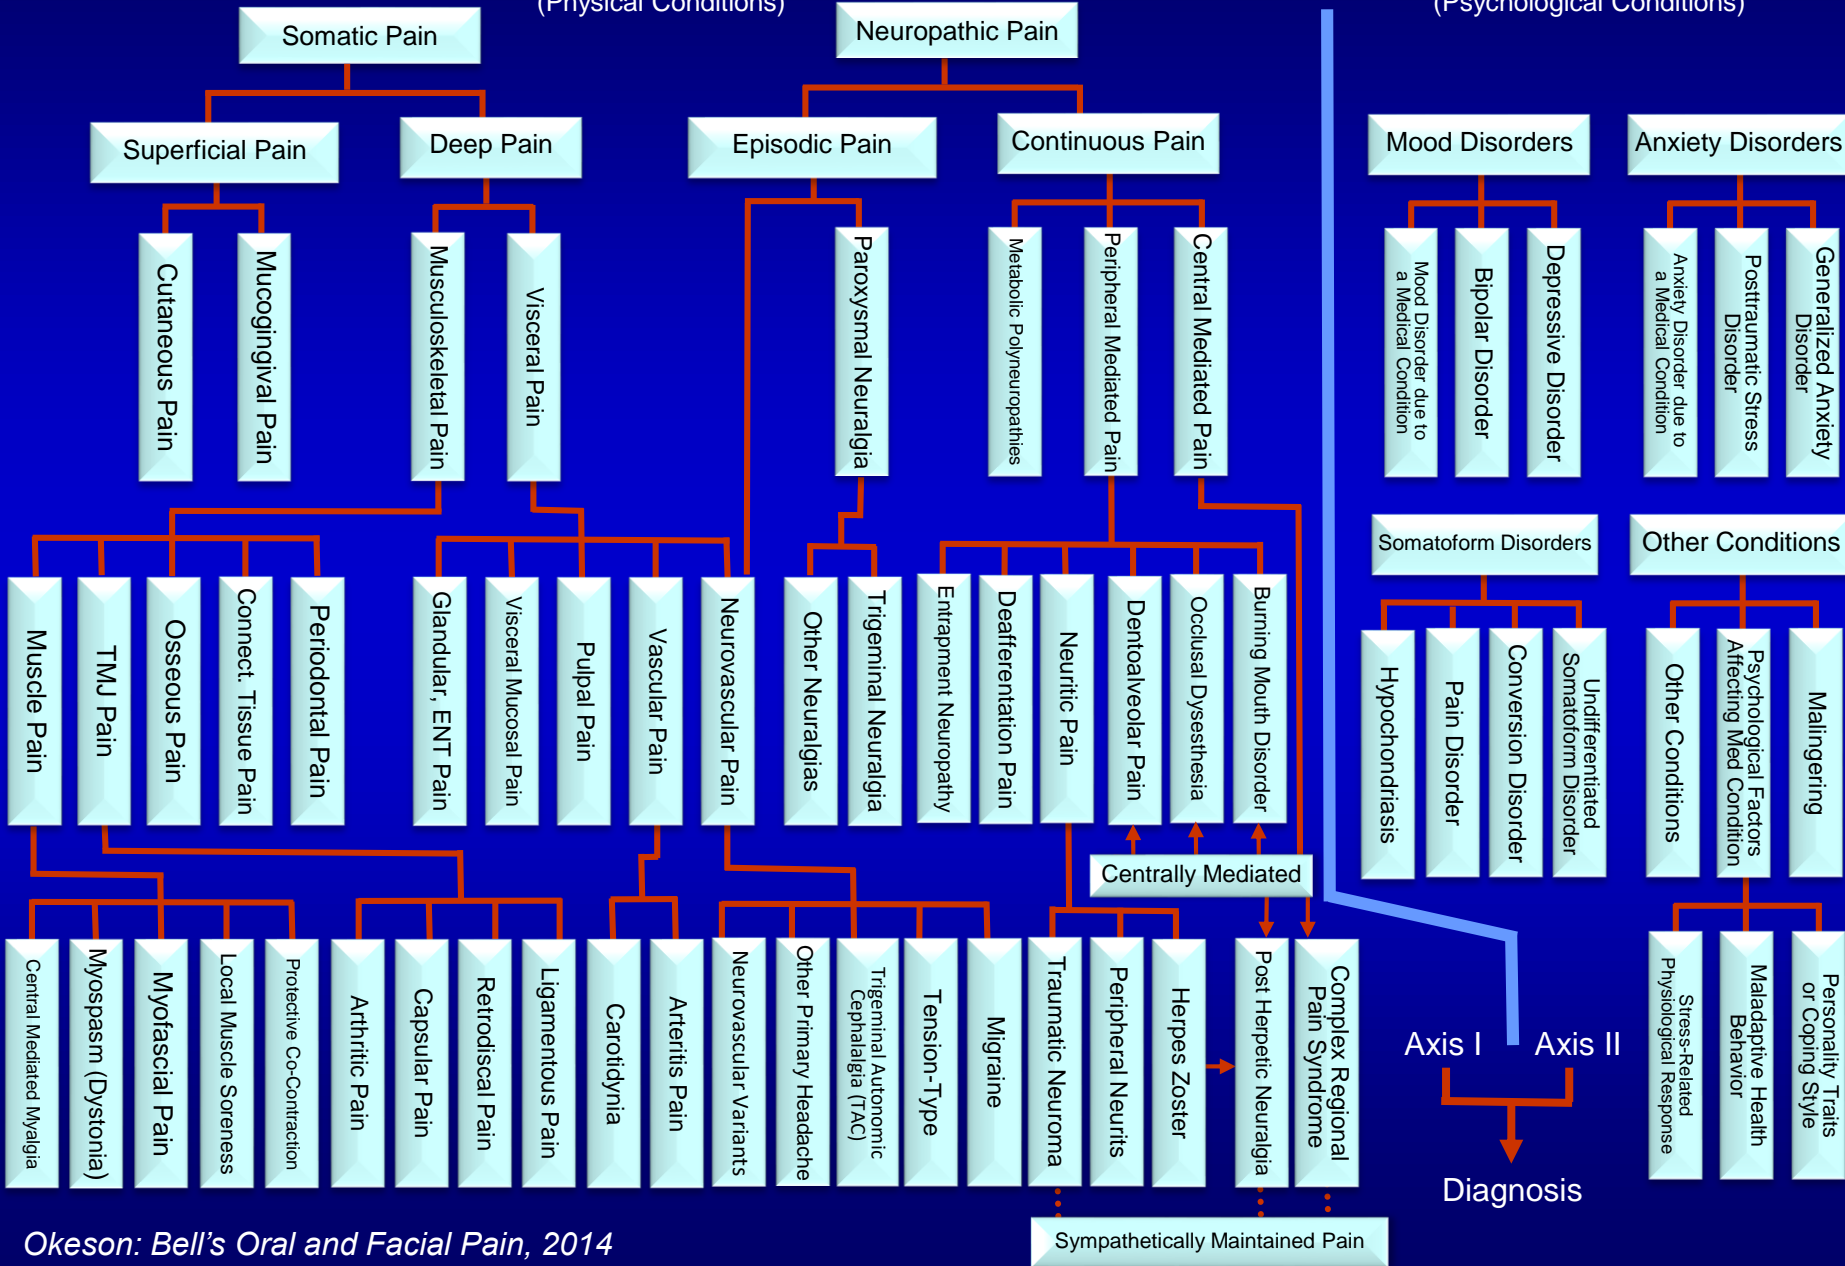 (Physical Conditions)
(Psychological Conditions)
Somatic Pain
Neuropathic Pain
Superficial Pain
Deep Pain
Episodic Pain
Continuous Pain
Mood Disorders
Anxiety Disorders
Cutaneous Pain
Mucogingival Pain
Musculoskeletal Pain
Visceral Pain
Paroxysmal Neuralgia
Metabolic Polyneuropathies
Peripheral Mediated Pain
Central Mediated Pain
Mood Disorder due to
a Medical Condition
Bipolar Disorder
Depressive Disorder
Anxiety Disorder due to
a Medical Condition
Posttraumatic Stress
Disorder
Generalized Anxiety
Disorder
Somatoform Disorders
Other Conditions
Muscle Pain
TMJ Pain
Osseous Pain
Connect. Tissue Pain
Periodontal Pain
Glandular, ENT Pain
Visceral Mucosal Pain
Pulpal Pain
Vascular Pain
Neurovascular Pain
Other Neuralgias
Trigeminal Neuralgia
Entrapment Neuropathy
Deafferentation Pain
Neuritic Pain
Dentoalveolar Pain
Occlusal Dysesthesia
Burning Mouth Disorder
Hypochondriasis
Pain Disorder
Conversion Disorder
Undifferentiated
Somatoform Disorder
Other Conditions
Psychological Factors
Affecting Med Condition
Malingering
Centrally Mediated
Central Mediated Myalgia
Myospasm (Dystonia)
Myofascial Pain
Local Muscle Soreness
Protective Co-Contraction
Arthritic Pain
Capsular Pain
Retrodiscal Pain
Ligamentous Pain
Carotidynia
Arteritis Pain
Neurovascular Variants
Other Primary Headache
Trigeminal Autonomic
Cephalalgia (TAC)
Tension-Type
Migraine
Traumatic Neuroma
Peripheral Neurits
Herpes Zoster
Post Herpetic Neuralgia
Complex Regional
Pain Syndrome
Stress-Related
Physiological Response
Maladaptive Health
Behavior
Personality Traits
or Coping Style
Axis I
Axis II
Diagnosis
Sympathetically Maintained Pain
Okeson: Bell's Oral and Facial Pain, 2014